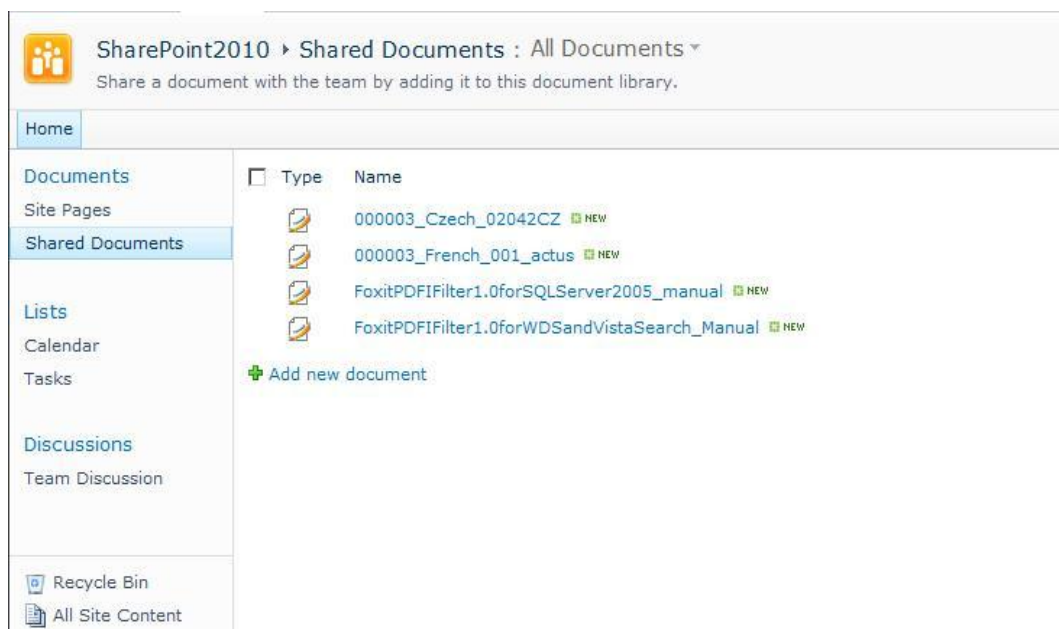 SharePoint2010 ▸ Shared Documents : All Documents
Share a document with the team by adding it to this document library.
Home
Documents
Site Pages
Shared Documents
Lists
Calendar
Tasks
Discussions
Team Discussion
Recycle Bin
All Site Content
Type Name
000003_Czech_02042CZ NEW
000003_French_001_actus NEW
FoxitPDFIFilter1.0forSQLServer2005_manual NEW
FoxitPDFIFilter1.0forWDSandVistaSearch_Manual NEW
Add new document